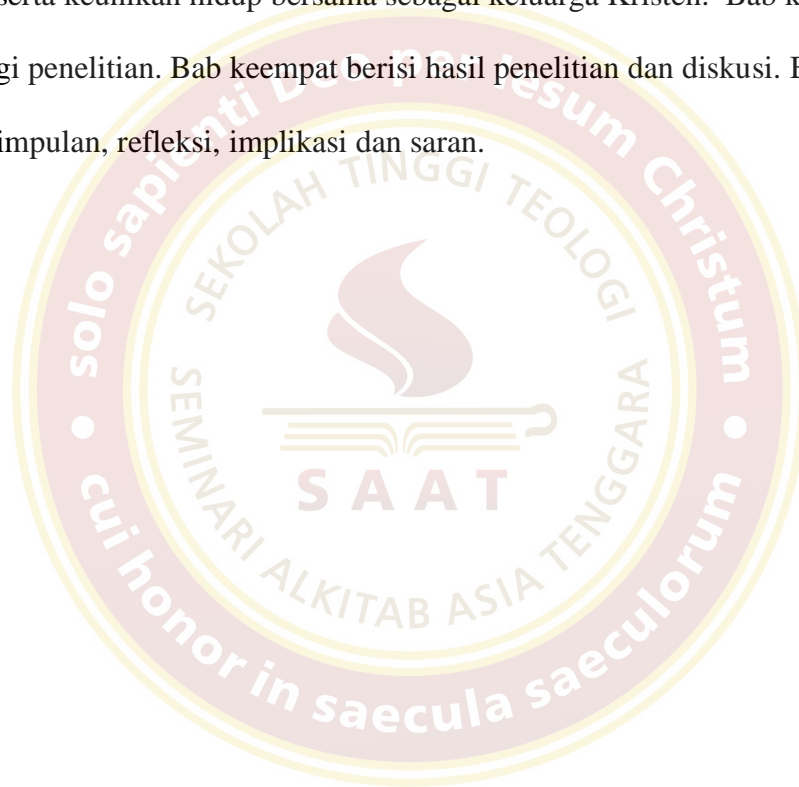 serta keunikan hidup bersama sebagai keluarga Kristen. Bab k
gi penelitian. Bab keempat berisi hasil penelitian dan diskusi.
impulan, refleksi, implikasi dan saran.
solo sapienti Deo per Iesum Christum
SEKOLAH TINGGI TEOLOGI
SEMINARI ALKITAB ASIA TENGGARA
SAAT
cui honor in saecula saeculorum